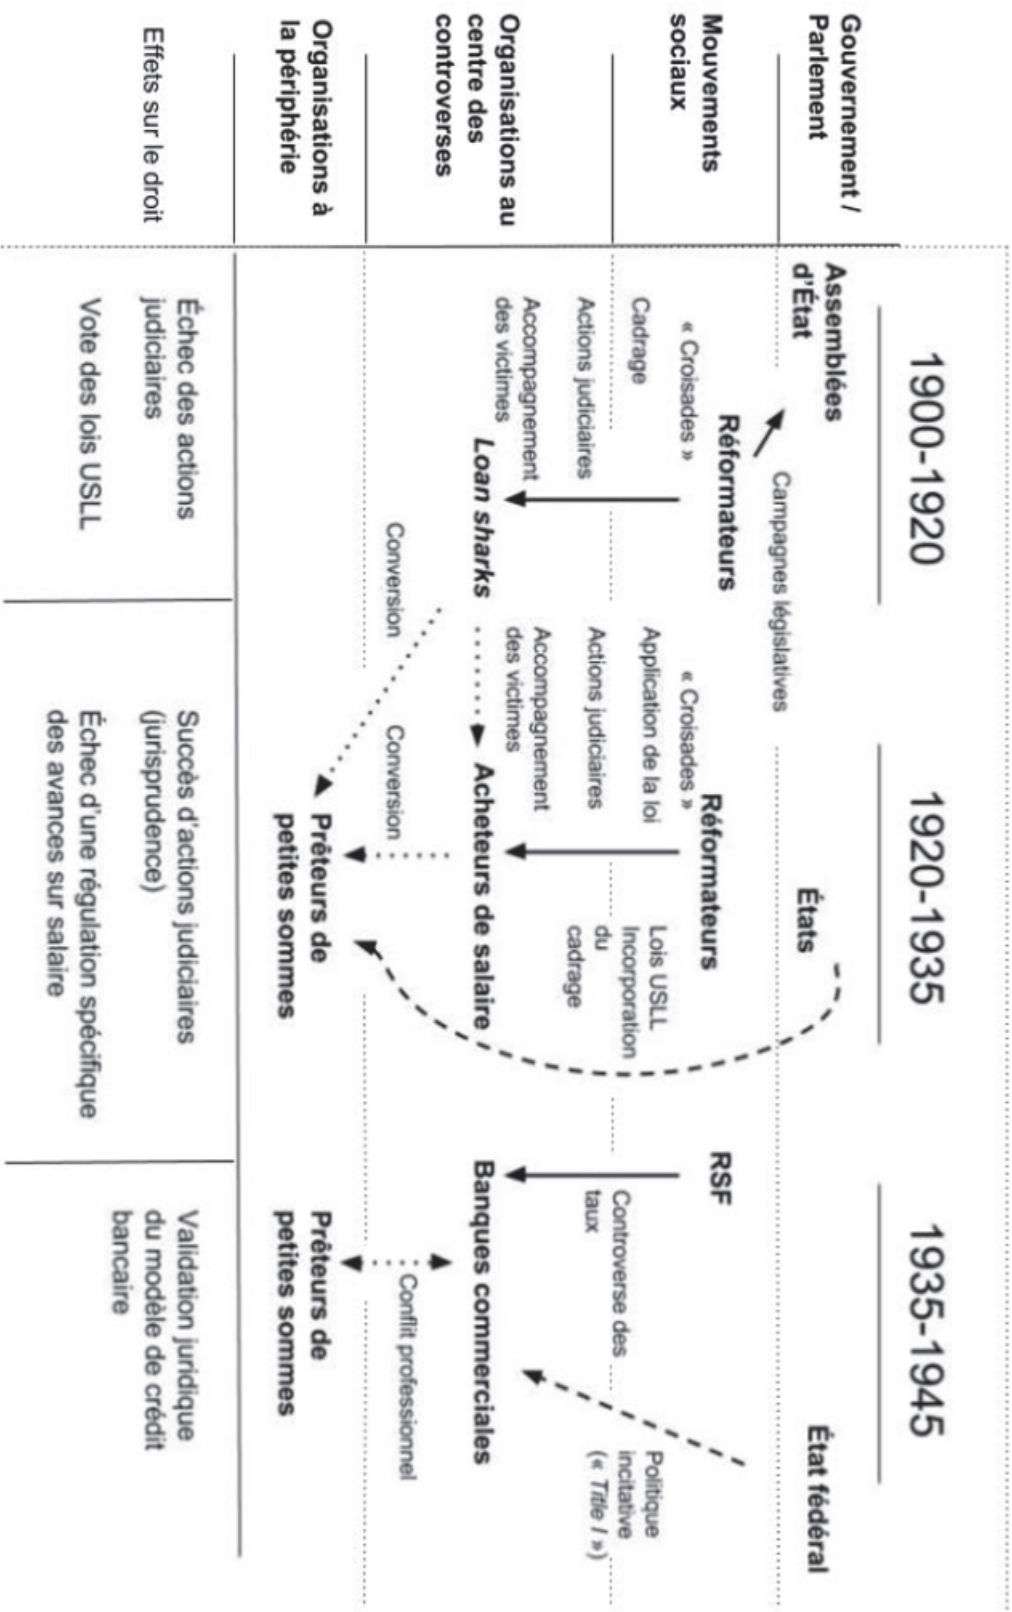 1900-1920
1920-1935
1935-1945
Gouvernement /
Parlement
Assemblées
d'État
États
État fédéral
Campagnes législatives
Mouvements
sociaux
Réformateurs
« Croisades »
Cadrage
Réformateurs
« Croisades »
Application de la loi
Lois USLL
Incorporation
du
cadrage
RSF
Controverse des
taux
Politique
incitative
(« Title I »)
Organisations au
centre des
controverses
Actions judiciaires
Accompagnement
des victimes
Loan sharks
Actions judiciaires
Accompagnement
des victimes
Acheteurs de salaire
Banques commerciales
Conversion
Conversion
Conflit professionnel
Organisations à
la périphérie
Prêteurs de
petites sommes
Prêteurs de
petites sommes
Effets sur le droit
Échec des actions
judiciaires
Vote des lois USLL
Succès d'actions judiciaires
(jurisprudence)
Échec d'une régulation spécifique
des avances sur salaire
Validation juridique
du modèle de crédit
bancaire